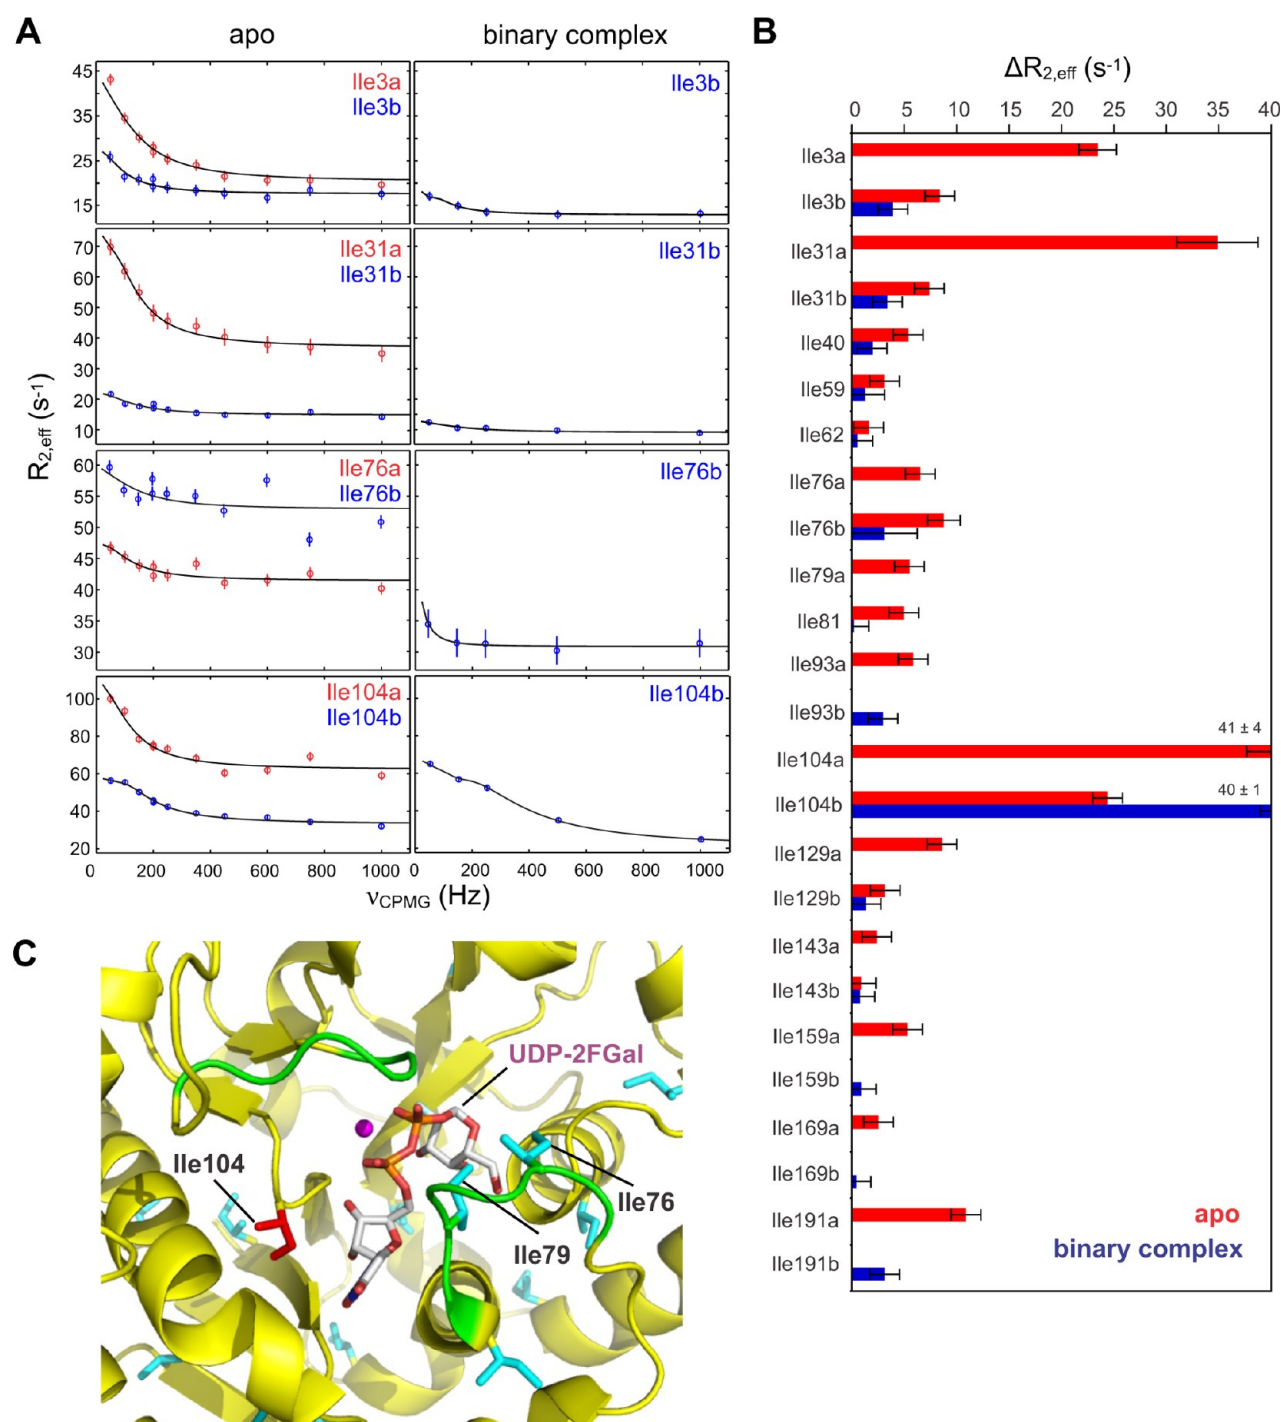 A
apo
binary complex
R2,eff (s-1)
45
35
25
15
Ile3a
Ile3b
Ile3b
70
60
50
40
30
20
10
Ile31a
Ile31b
Ile31b
60
55
50
45
40
35
30
Ile76a
Ile76b
Ile76b
100
80
60
40
20
Ile104a
Ile104b
Ile104b
0 200 400 600 800 1000 0 200 400 600 800 1000
νCPMG (Hz)
B
ΔR2,eff (s-1)
0 5 10 15 20 25 30 35 40
Ile3a
Ile3b
Ile31a
Ile31b
Ile40
Ile59
Ile62
Ile76a
Ile76b
Ile79a
Ile81
Ile93a
Ile93b
41 ± 4
Ile104a
40 ± 1
Ile104b
Ile129a
Ile129b
Ile143a
Ile143b
Ile159a
Ile159b
Ile169a
Ile169b
Ile191a
Ile191b
apo
binary complex
C
UDP-2FGal
Ile104
Ile76
Ile79